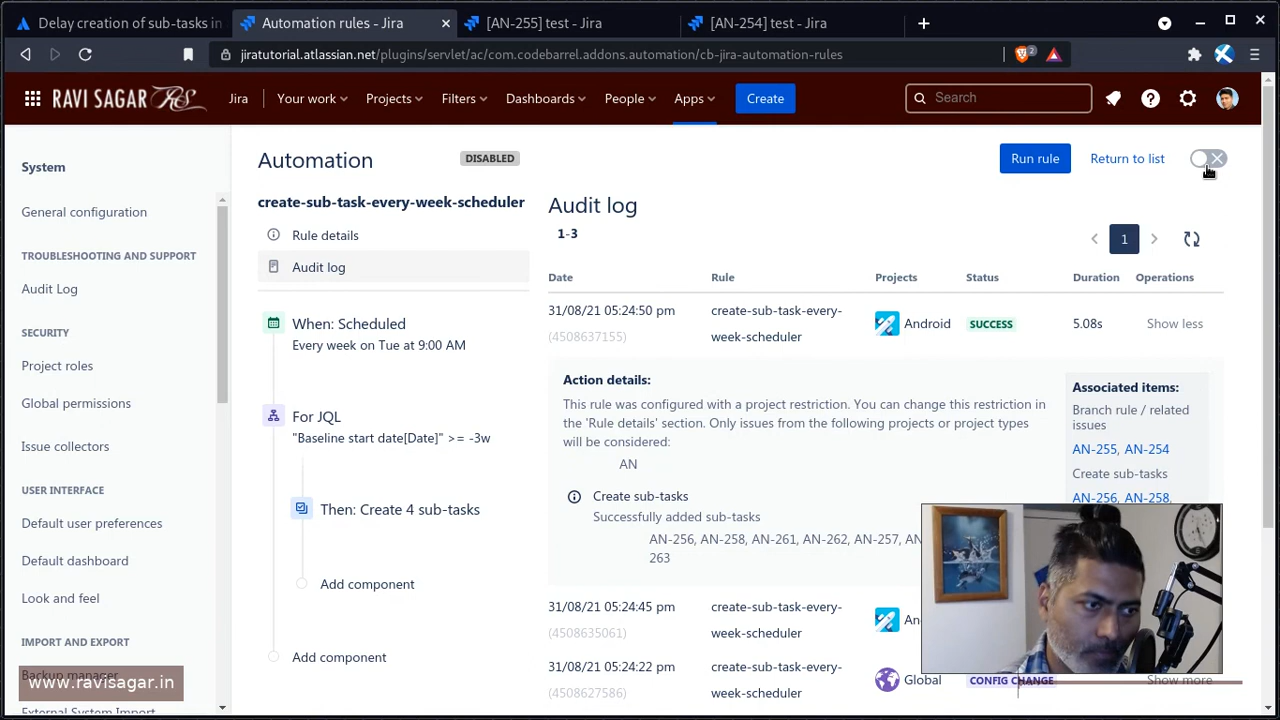 Delay creation of sub-tasks in
Automation rules - Jira
[AN-255] test - Jira
[AN-254] test - Jira
jiratutorial.atlassian.net/plugins/servlet/ac/com.codebarrel.addons.automation/cb-jira-automation-rules
2
RAVI SAGAR RS
Jira
Your work
Projects
Filters
Dashboards
People
Apps
Create
Search
System
General configuration
TROUBLESHOOTING AND SUPPORT
Audit Log
SECURITY
Project roles
Global permissions
Issue collectors
USER INTERFACE
Default user preferences
Default dashboard
Look and feel
IMPORT AND EXPORT
Backup manager
External System Import
www.ravisagar.in
Automation
DISABLED
Run rule
Return to list
create-sub-task-every-week-scheduler
Rule details
Audit log
When: Scheduled
Every week on Tue at 9:00 AM
For JQL
"Baseline start date[Date]" >= -3w
Then: Create 4 sub-tasks
Add component
Add component
Audit log
1-3
1
Date Rule Projects Status Duration Operations
31/08/21 05:24:50 pm
(4508637155)
create-sub-task-every-
week-scheduler
Android
SUCCESS
5.08s
Show less
Action details:
This rule was configured with a project restriction. You can change this restriction in
the 'Rule details' section. Only issues from the following projects or project types
will be considered:
AN
Create sub-tasks
Successfully added sub-tasks
AN-256, AN-258, AN-261, AN-262, AN-257, AN
263
Associated items:
Branch rule / related
issues
AN-255, AN-254
Create sub-tasks
AN-256, AN-258,
31/08/21 05:24:45 pm
(4508635061)
create-sub-task-every-
week-scheduler
An
31/08/21 05:24:22 pm
(4508627586)
create-sub-task-every-
week-scheduler
Global
CONFIG CHANGE
Show more